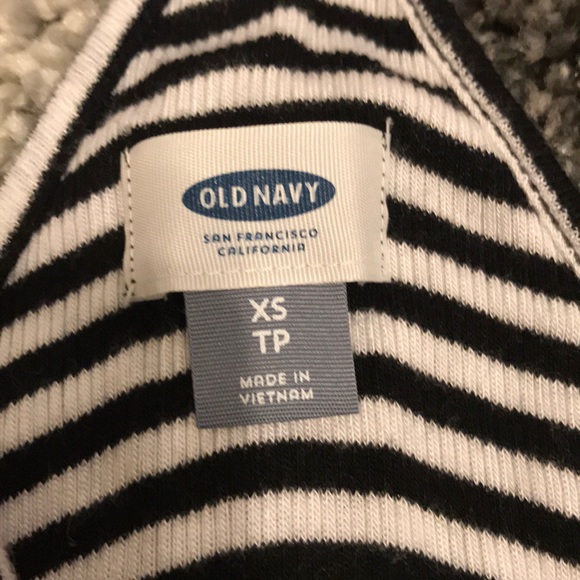 OLD NAVY
SAN FRANCISCO
CALIFORNIA
XS
TP
MADE IN
VIETNAM